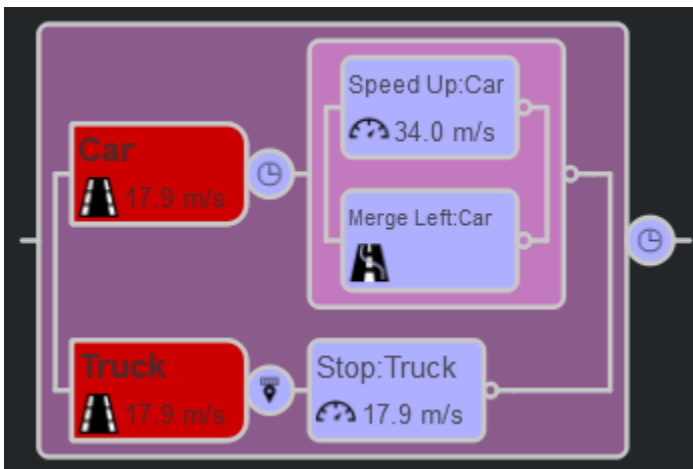 Speed Up:Car
34.0 m/s
Car
17.9 m/s
Merge Left:Car
Truck
17.9 m/s
Stop:Truck
17.9 m/s